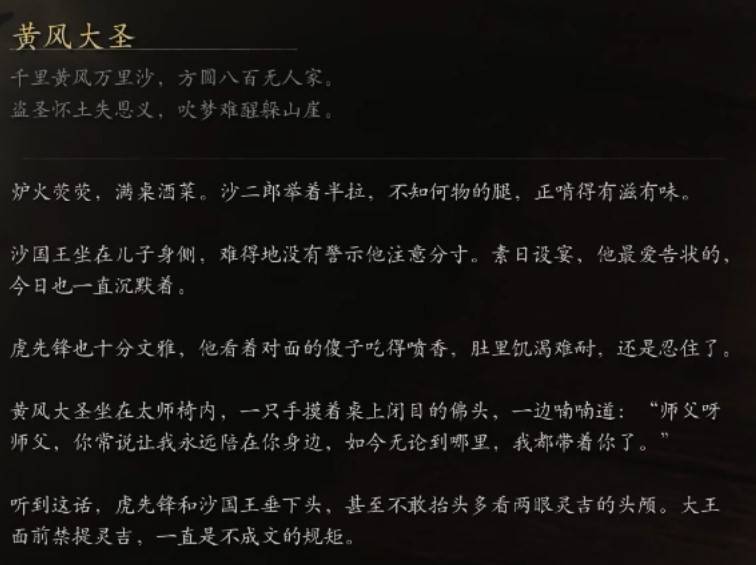 黄风大圣
千里黄风万里沙，方圆八百无人家。
盗圣怀土失恩义，吹梦难醒躲山崖。
炉火荧荧，满桌酒菜。沙二郎举着半拉，不知何物的腿，正啃得有滋有味。
沙国王坐在儿子身侧，难得地没有警示他注意分寸。素日设宴，他最爱告状的，
今日也一直沉默着。
虎先锋也十分文雅，他看着对面的傻子吃得喷香，肚里饥渴难耐，还是忍住了。
黄风大圣坐在太师椅内，一只手摸着桌上闭目的佛头，一边喃喃道：“师父呀
师父，你常说让我永远陪在你身边，如今无论到哪里，我都带着你了。”
听到这话，虎先锋和沙国王垂下头，甚至不敢抬头多看两眼灵吉的头颅。大王
面前禁提灵吉，一直是不成文的规矩。